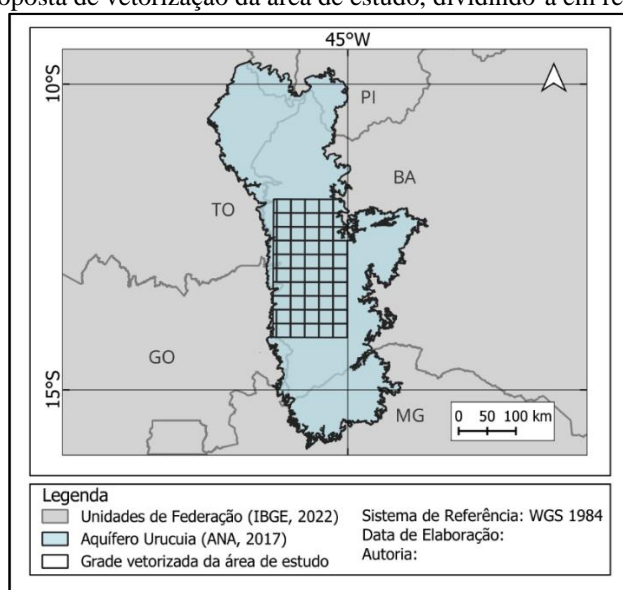 oposta de vetorização da área de estudo, dividindo-a em re
45°W
10°S
PI
BA
TO
GO
15°S
MG
0 50 100 km
Legenda
Unidades de Federação (IBGE, 2022)
Aquífero Urucuia (ANA, 2017)
Grade vetorizada da área de estudo
Sistema de Referência: WGS 1984
Data de Elaboração:
Autoria: